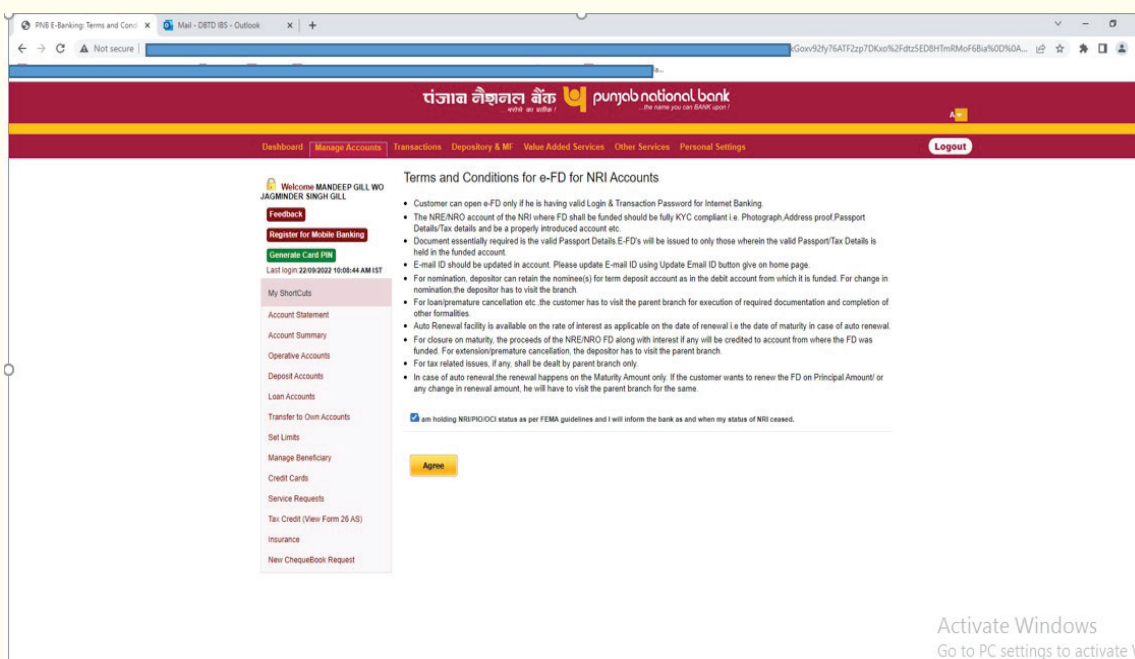 PNB E-Banking: Terms and Condi
Mail - DBTD IBS - Outlook
Not secure
ਪੰਜਾਬ नैशनल बैंक
भरोसे का प्रतीक !
punjab national bank
...the name you can BANK upon !
A
Dashboard Manage Accounts Transactions Depository & MF Value Added Services Other Services Personal Settings
Logout
Welcome MANDEEP GILL WO
JAGMINDER SINGH GILL
Feedback
Register for Mobile Banking
Generate Card PIN
Last login:22/09/2022 10:08:44 AM IST
My ShortCuts
Account Statement
Account Summary
Operative Accounts
Deposit Accounts
Loan Accounts
Transfer to Own Accounts
Set Limits
Manage Beneficiary
Credit Cards
Service Requests
Tax Credit (View Form 26 AS)
Insurance
New ChequeBook Request
Terms and Conditions for e-FD for NRI Accounts
Customer can open e-FD only if he is having valid Login & Transaction Password for Internet Banking.
The NRE/NRO account of the NRI where FD shall be funded should be fully KYC compliant i.e. Photograph,Address proof,Passport
Details/Tax details and be a properly introduced account etc.
Document essentially required is the valid Passport Details.E-FD's will be issued to only those wherein the valid Passport/Tax Details is
held in the funded account.
E-mail ID should be updated in account. Please update E-mail ID using Update Email ID button give on home page.
For nomination, depositor can retain the nominee(s) for term deposit account as in the debit account from which it is funded. For change in
nomination,the depositor has to visit the branch.
For loan/premature cancellation etc.,the customer has to visit the parent branch for execution of required documentation and completion of
other formalities.
Auto Renewal facility is available on the rate of interest as applicable on the date of renewal i.e the date of maturity in case of auto renewal.
For closure on maturity, the proceeds of the NRE/NRO FD along with interest if any will be credited to account from where the FD was
funded. For extension/premature cancellation, the depositor has to visit the parent branch.
For tax related issues, if any, shall be dealt by parent branch only.
In case of auto renewal,the renewal happens on the Maturity Amount only. If the customer wants to renew the FD on Principal Amount/ or
any change in renewal amount, he will have to visit the parent branch for the same.
am holding NRI/PIO/OCI status as per FEMA guidelines and I will inform the bank as and when my status of NRI ceased.
Agree
Activate Windows
Go to PC settings to activate